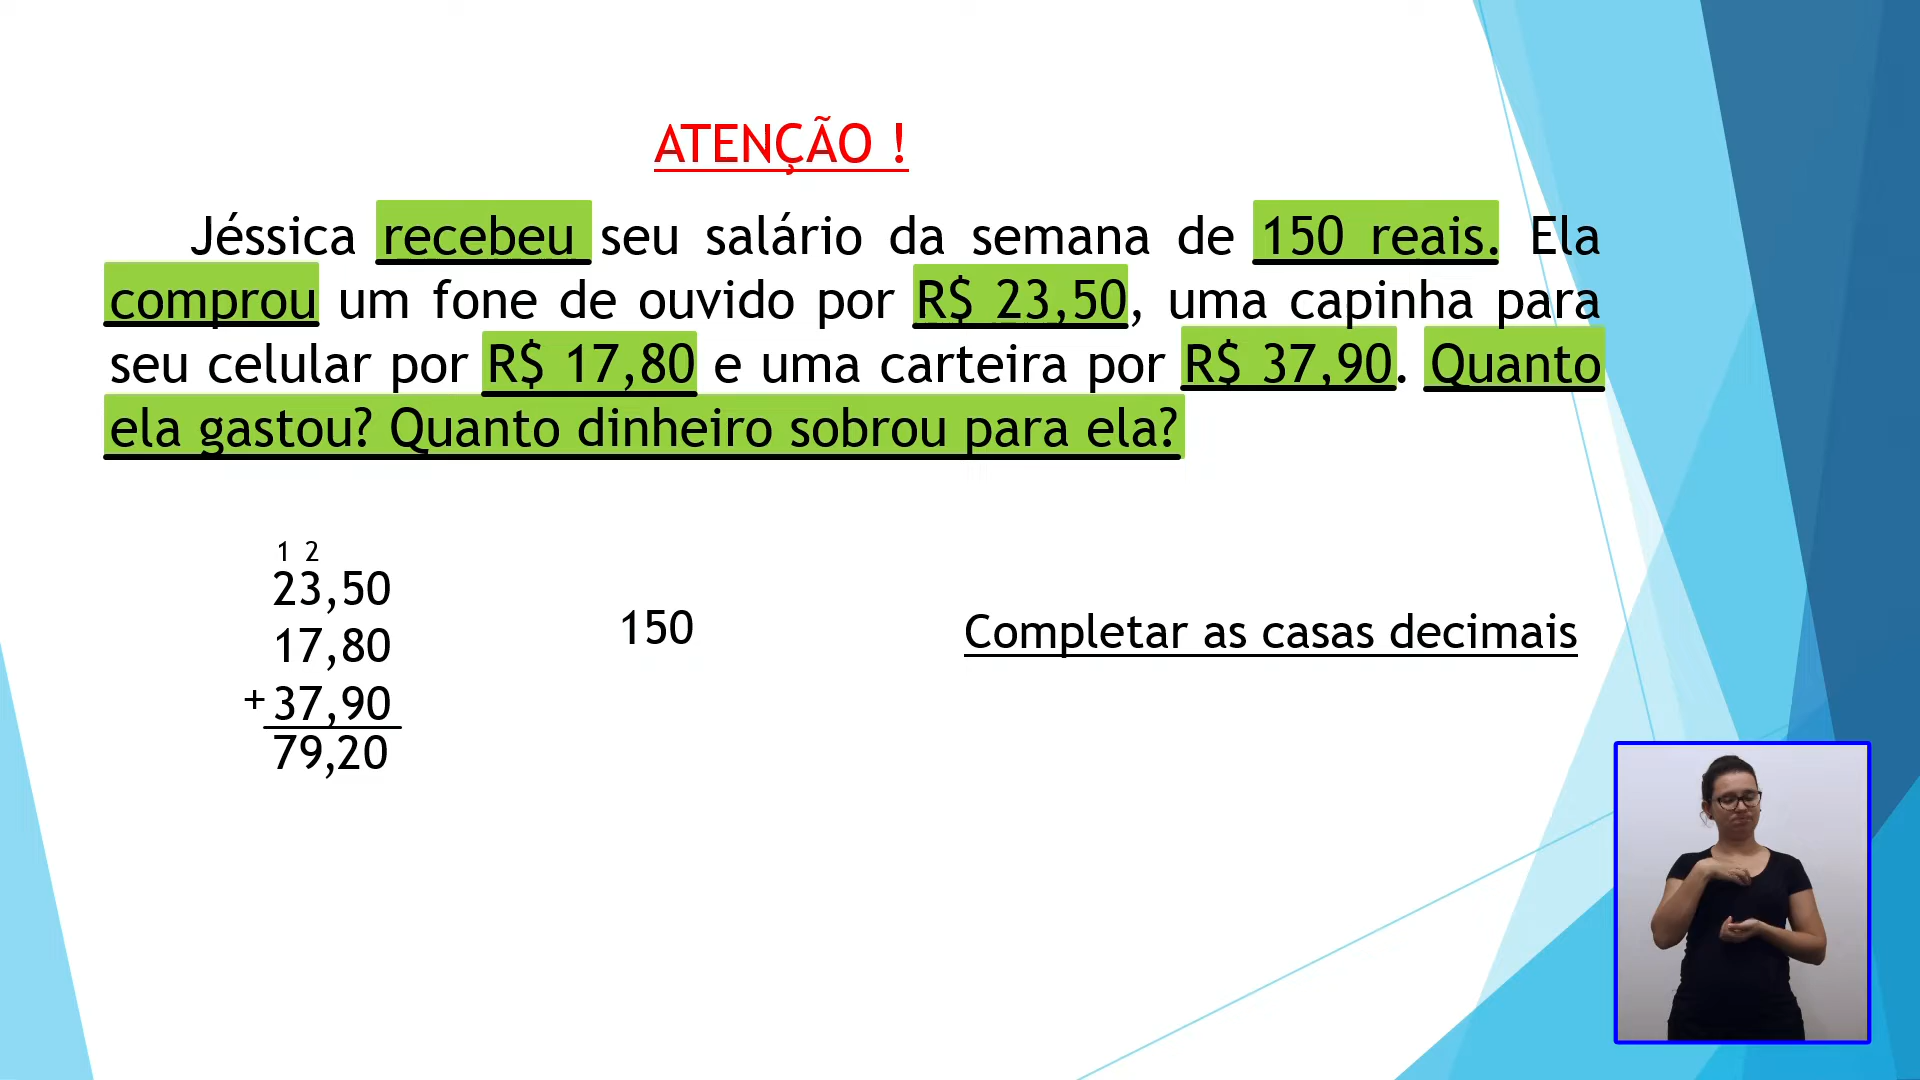 ATENÇÃO !
Jéssica recebeu seu salário da semana de 150 reais. Ela
comprou um fone de ouvido por R$ 23,50, uma capinha para
seu celular por R$ 17,80 e uma carteira por R$ 37,90. Quanto
ela gastou? Quanto dinheiro sobrou para ela?
1 2
23,50
17,80
+ 37,90
79,20
150
Completar as casas decimais